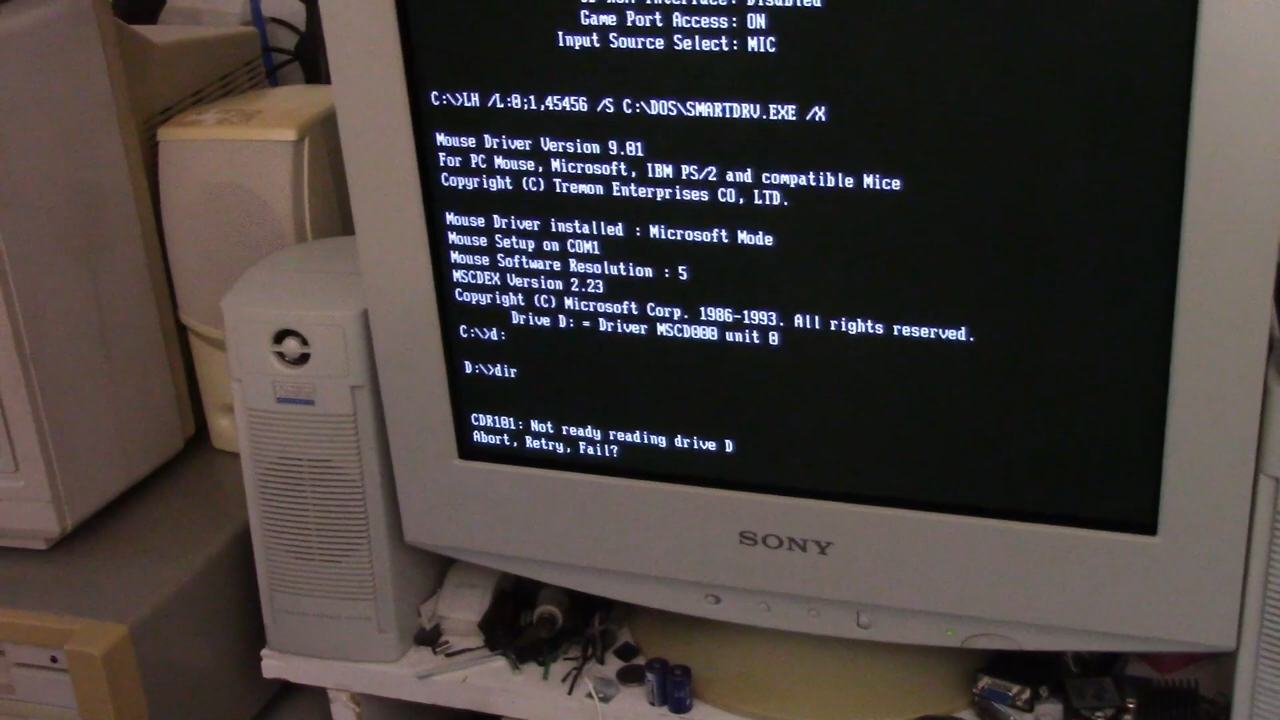 Disabled
Game Port Access: ON
Input Source Select: MIC
C:\>LH /L:0;1,45456 /S C:\DOS\SMARTDRV.EXE /X
Mouse Driver Version 9.01
For PC Mouse, Microsoft, IBM PS/2 and compatible Mice
Copyright (C) Tremon Enterprises CO, LTD.
Mouse Driver installed : Microsoft Mode
Mouse Setup on COM1
Mouse Software Resolution : 5
MSCDEX Version 2.23
Copyright (C) Microsoft Corp. 1986-1993. All rights reserved.
Drive D: = Driver MSCD000 unit 0
C:\>d:
D:\>dir
CDR101: Not ready reading drive D
Abort, Retry, Fail?
SONY